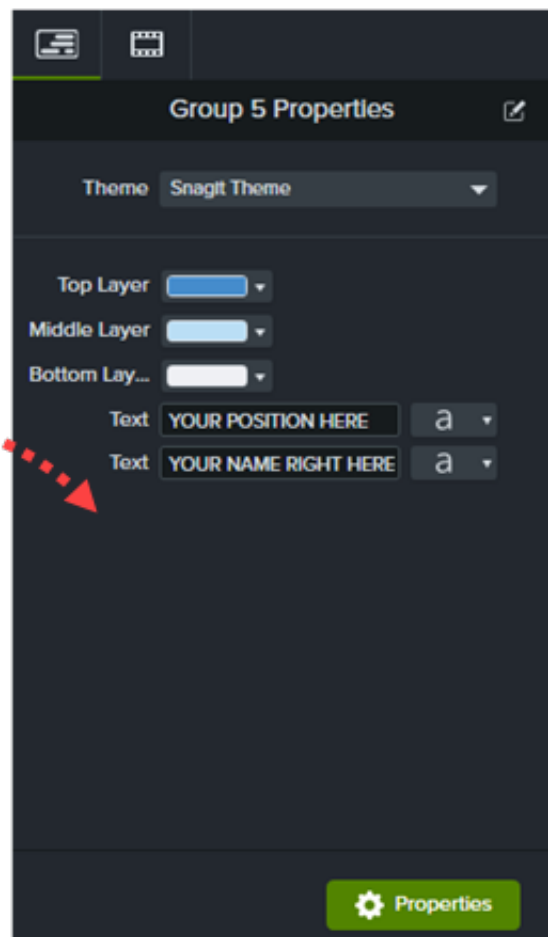 Group 5 Properties
Theme Snagit Theme
Top Layer
Middle Layer
Bottom Lay...
Text YOUR POSITION HERE a
Text YOUR NAME RIGHT HERE a
Properties